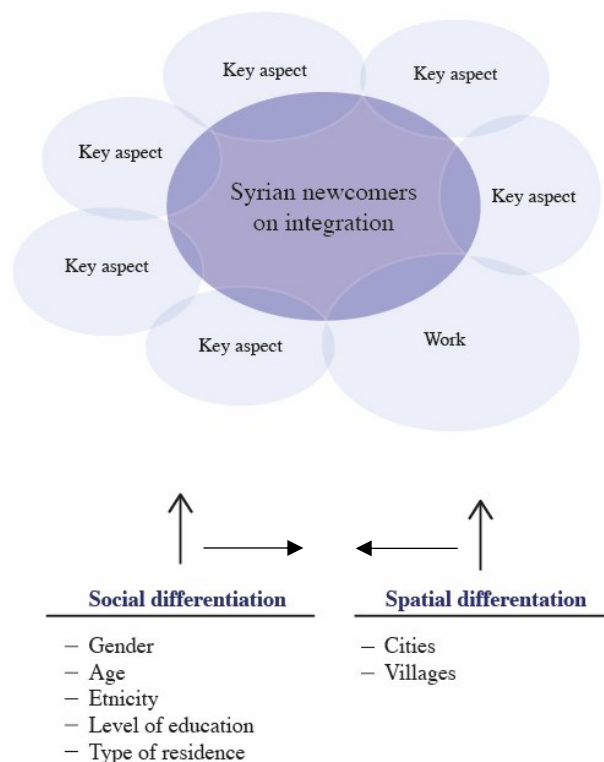 Key aspect
Key aspect
Key aspect
Syrian newcomers
on integration
Key aspect
Key aspect
Key aspect
Work
Social differentiation
– Gender
– Age
– Etnicity
– Level of education
– Type of residence
Spatial differentation
– Cities
– Villages